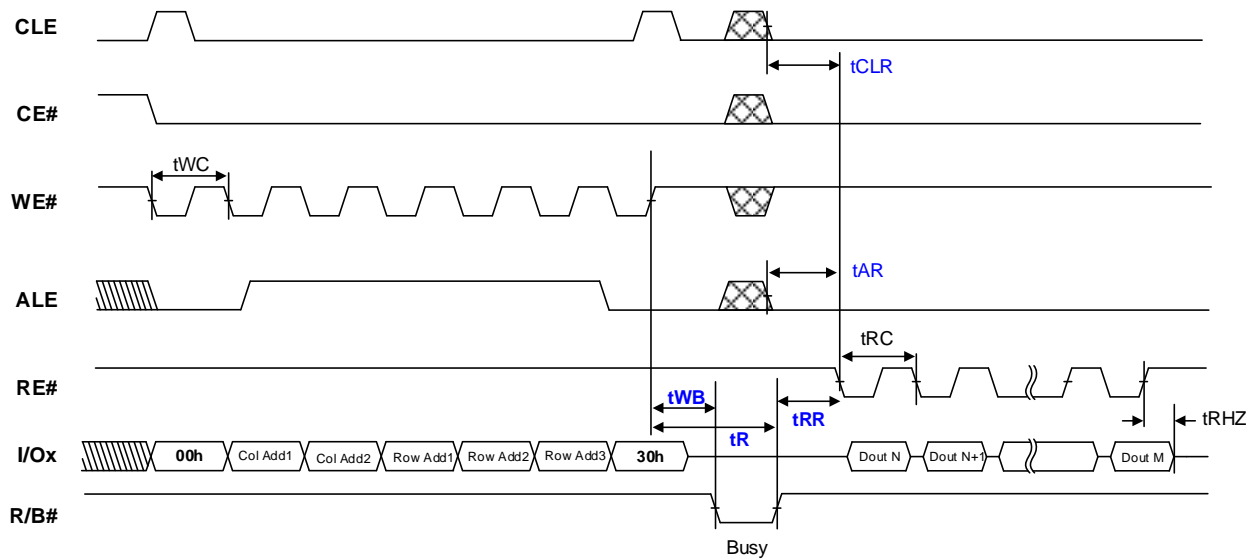 CLE
tCLR
CE#
tWC
WE#
tAR
ALE
tRC
RE#
tWB
tRR
tR
tRHZ
I/Ox
00h
Col Add1
Col Add2
Row Add1
Row Add2
Row Add3
30h
Dout N
Dout N+1
Dout M
R/B#
Busy